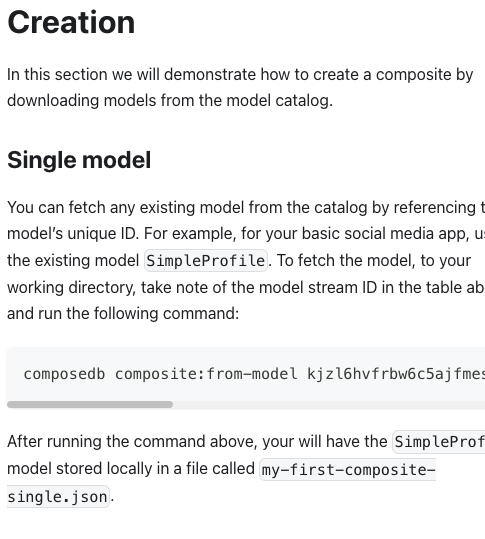 Creation
In this section we will demonstrate how to create a composite by
downloading models from the model catalog.
Single model
You can fetch any existing model from the catalog by referencing t
model’s unique ID. For example, for your basic social media app, u
the existing model SimpleProfile. To fetch the model, to your
working directory, take note of the model stream ID in the table ab
and run the following command:
composedb composite:from-model kjzl6hvfrbw6c5ajfmes
After running the command above, your will have the SimpleProf
model stored locally in a file called my-first-composite-
single.json.